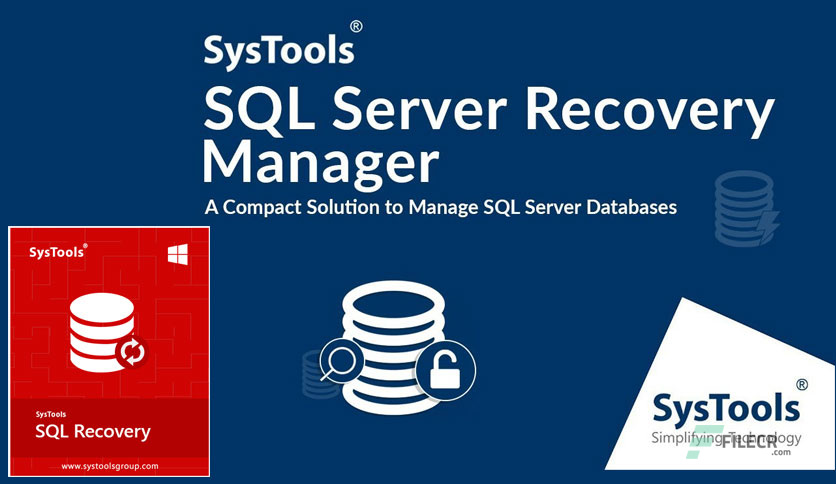 SysTools®
SQL Server Recovery
Manager
A Compact Solution to Manage SQL Server Databases
SysTools®
SysTools
SQL Recovery
www.systoolsgroup.com
SysTools®
Simplifying Technology
FILECR
.com